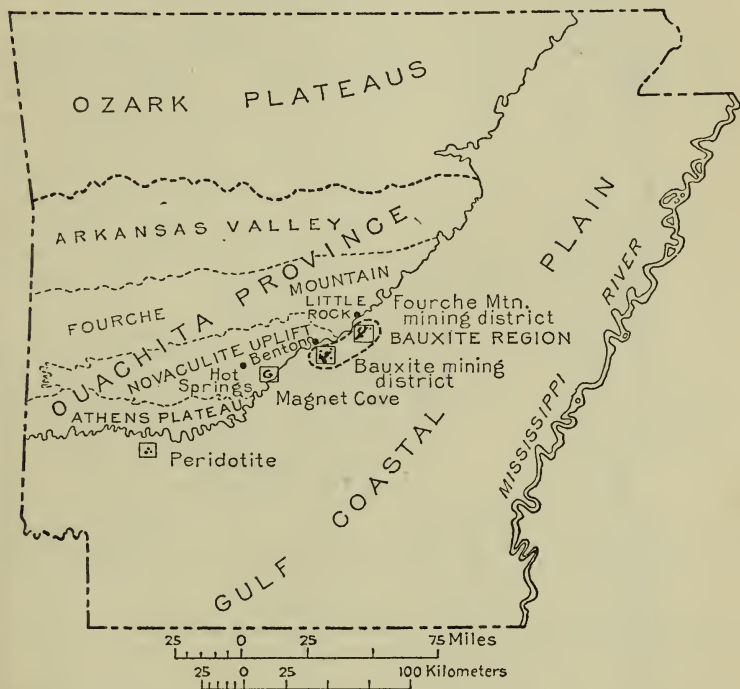 OZARK PLATEAUS
ARKANSAS VALLEY
OUACHITA PROVINCE
FOURCHE MOUNTAIN
LITTLE
ROCK
Fourche Mtn.
mining district
BAUXITE REGION
NOVACULITE UPLIFT
Benton
Hot
Springs
Bauxite mining
district
G
Magnet Cove
ATHENS PLATEAU
Peridotite
GULF COASTAL PLAIN
MISSISSIPPI RIVER
25 0 25 75 Miles
25 0 25 100 Kilometers